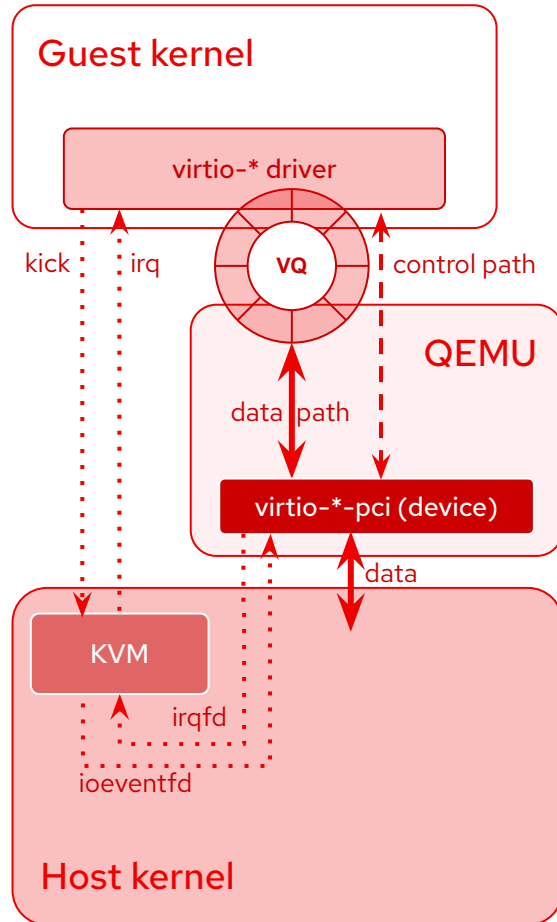 Guest kernel
virtio-* driver
kick
irq
VQ
control path
QEMU
data path
virtio-*-pci (device)
data
KVM
irqfd
ioeventfd
Host kernel